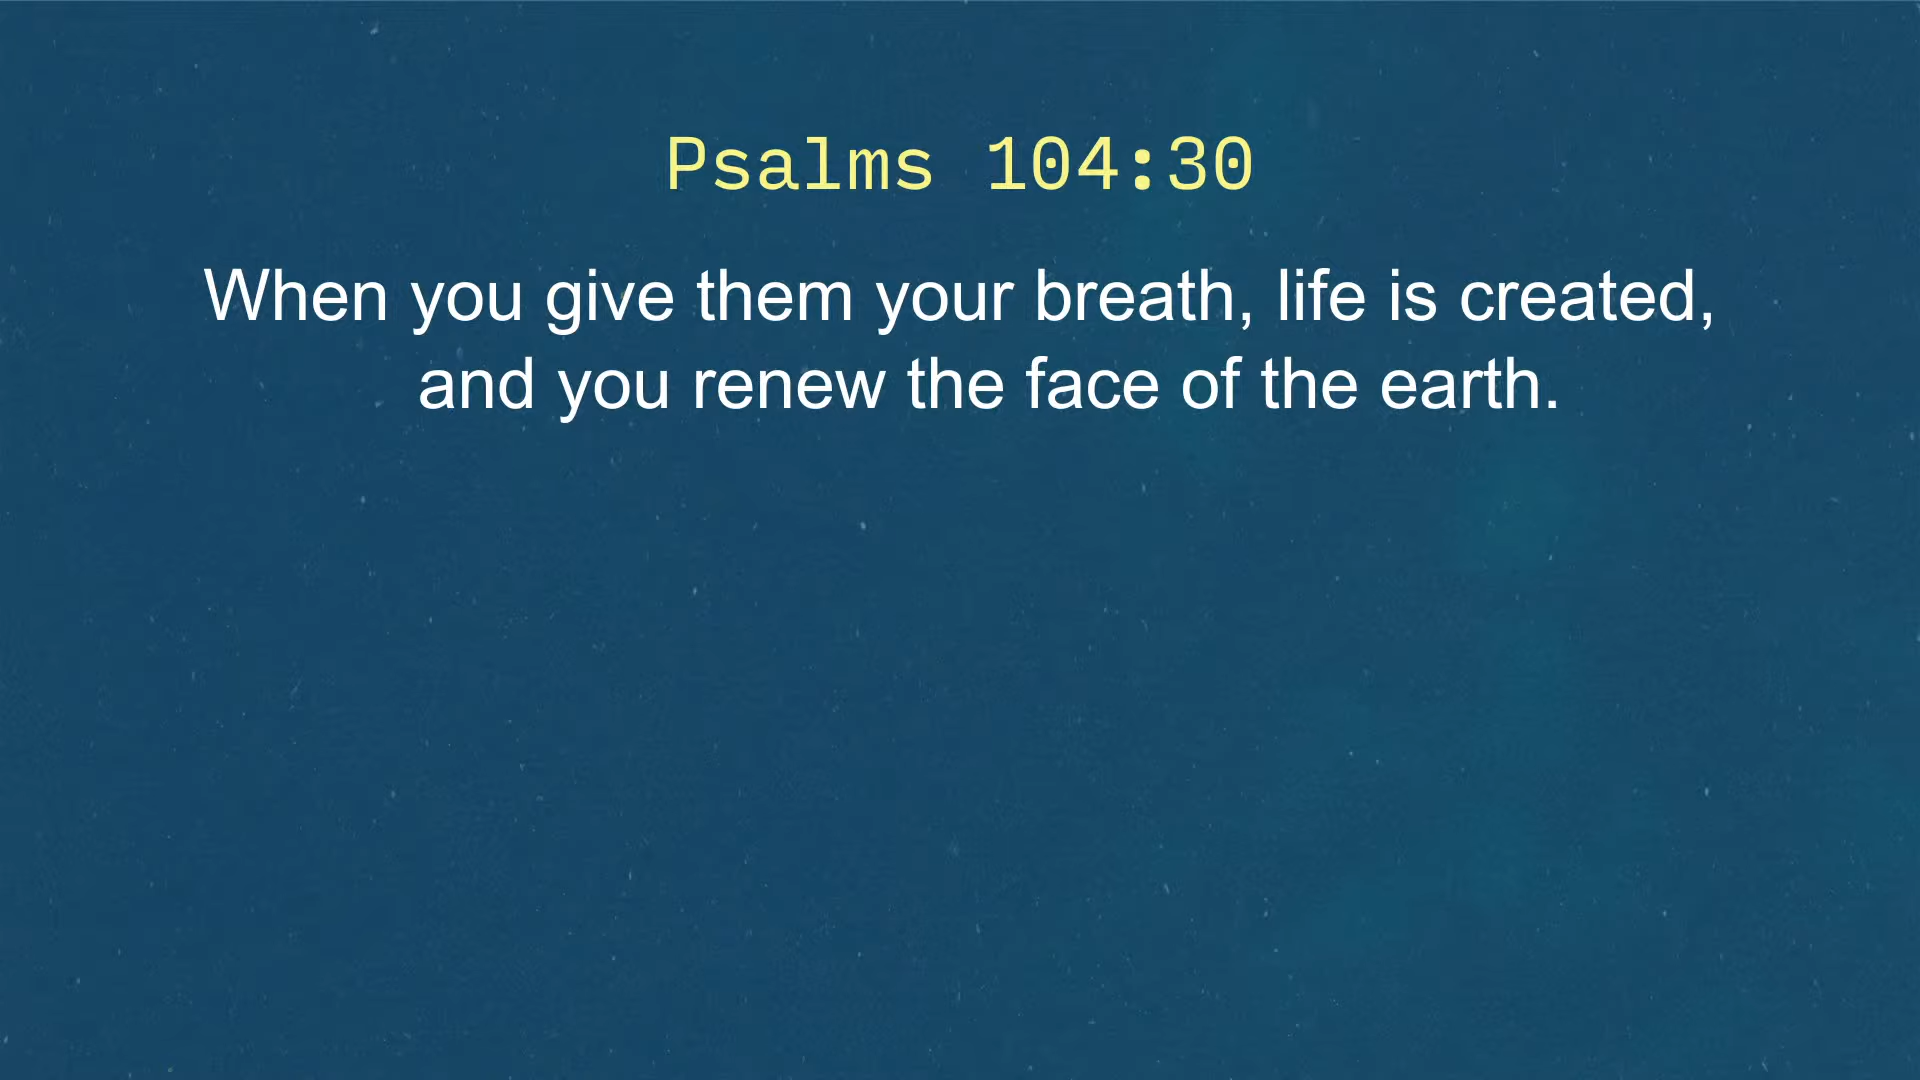 Psalms 104:30
When you give them your breath, life is created,
and you renew the face of the earth.